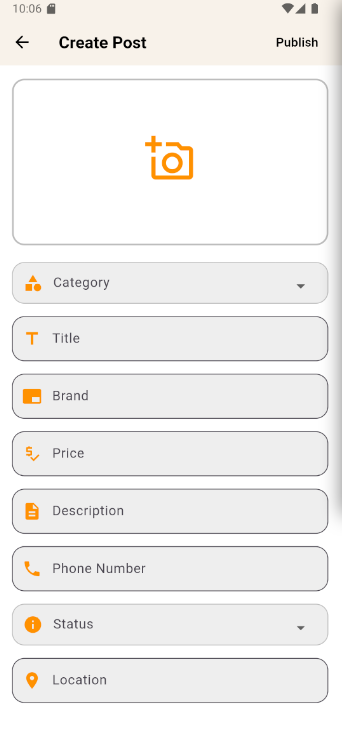 10:06
Create Post
Publish
Category
Title
Brand
Price
Description
Phone Number
Status
Location